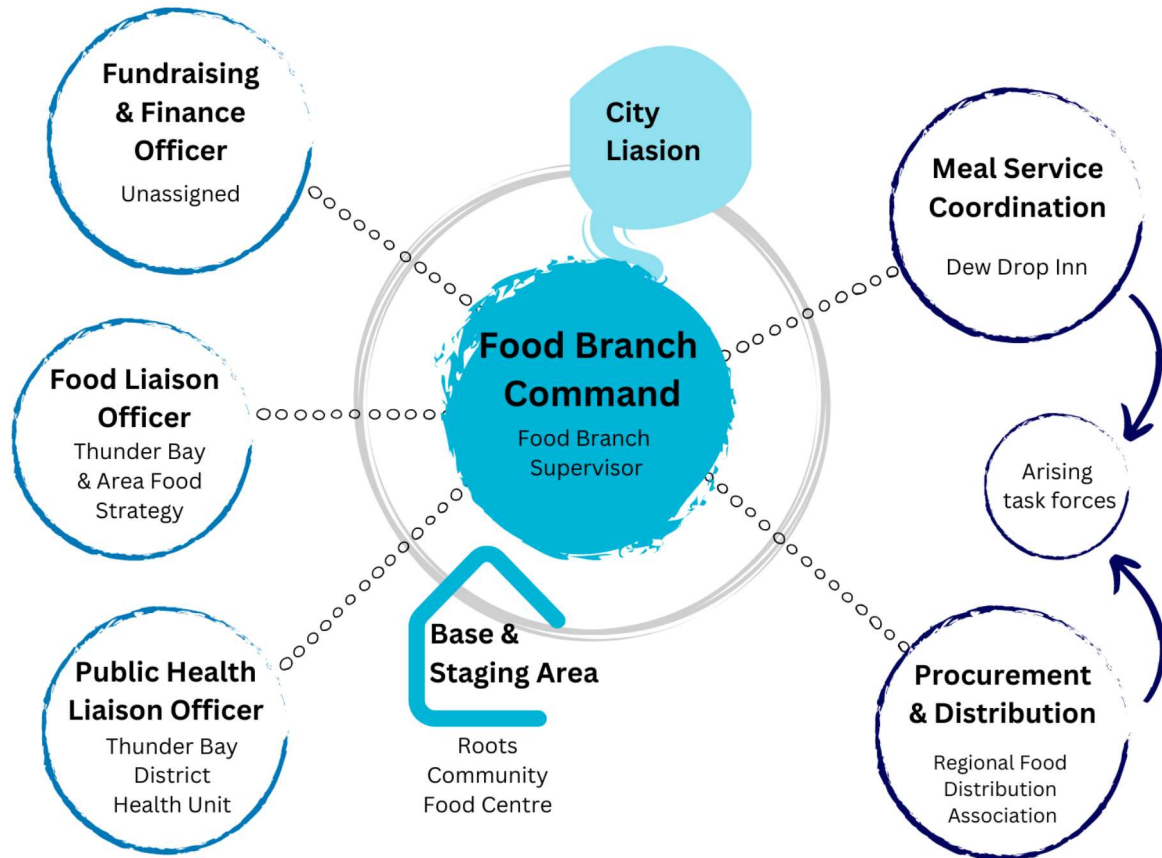 Fundraising
& Finance
Officer
Unassigned
City
Liasion
Meal Service
Coordination
Dew Drop Inn
Food Branch
Command
Food Branch
Supervisor
Food Liaison
Officer
Thunder Bay
& Area Food
Strategy
Arising
task forces
Base &
Staging Area
Roots
Community
Food Centre
Public Health
Liaison Officer
Thunder Bay
District
Health Unit
Procurement
& Distribution
Regional Food
Distribution
Association